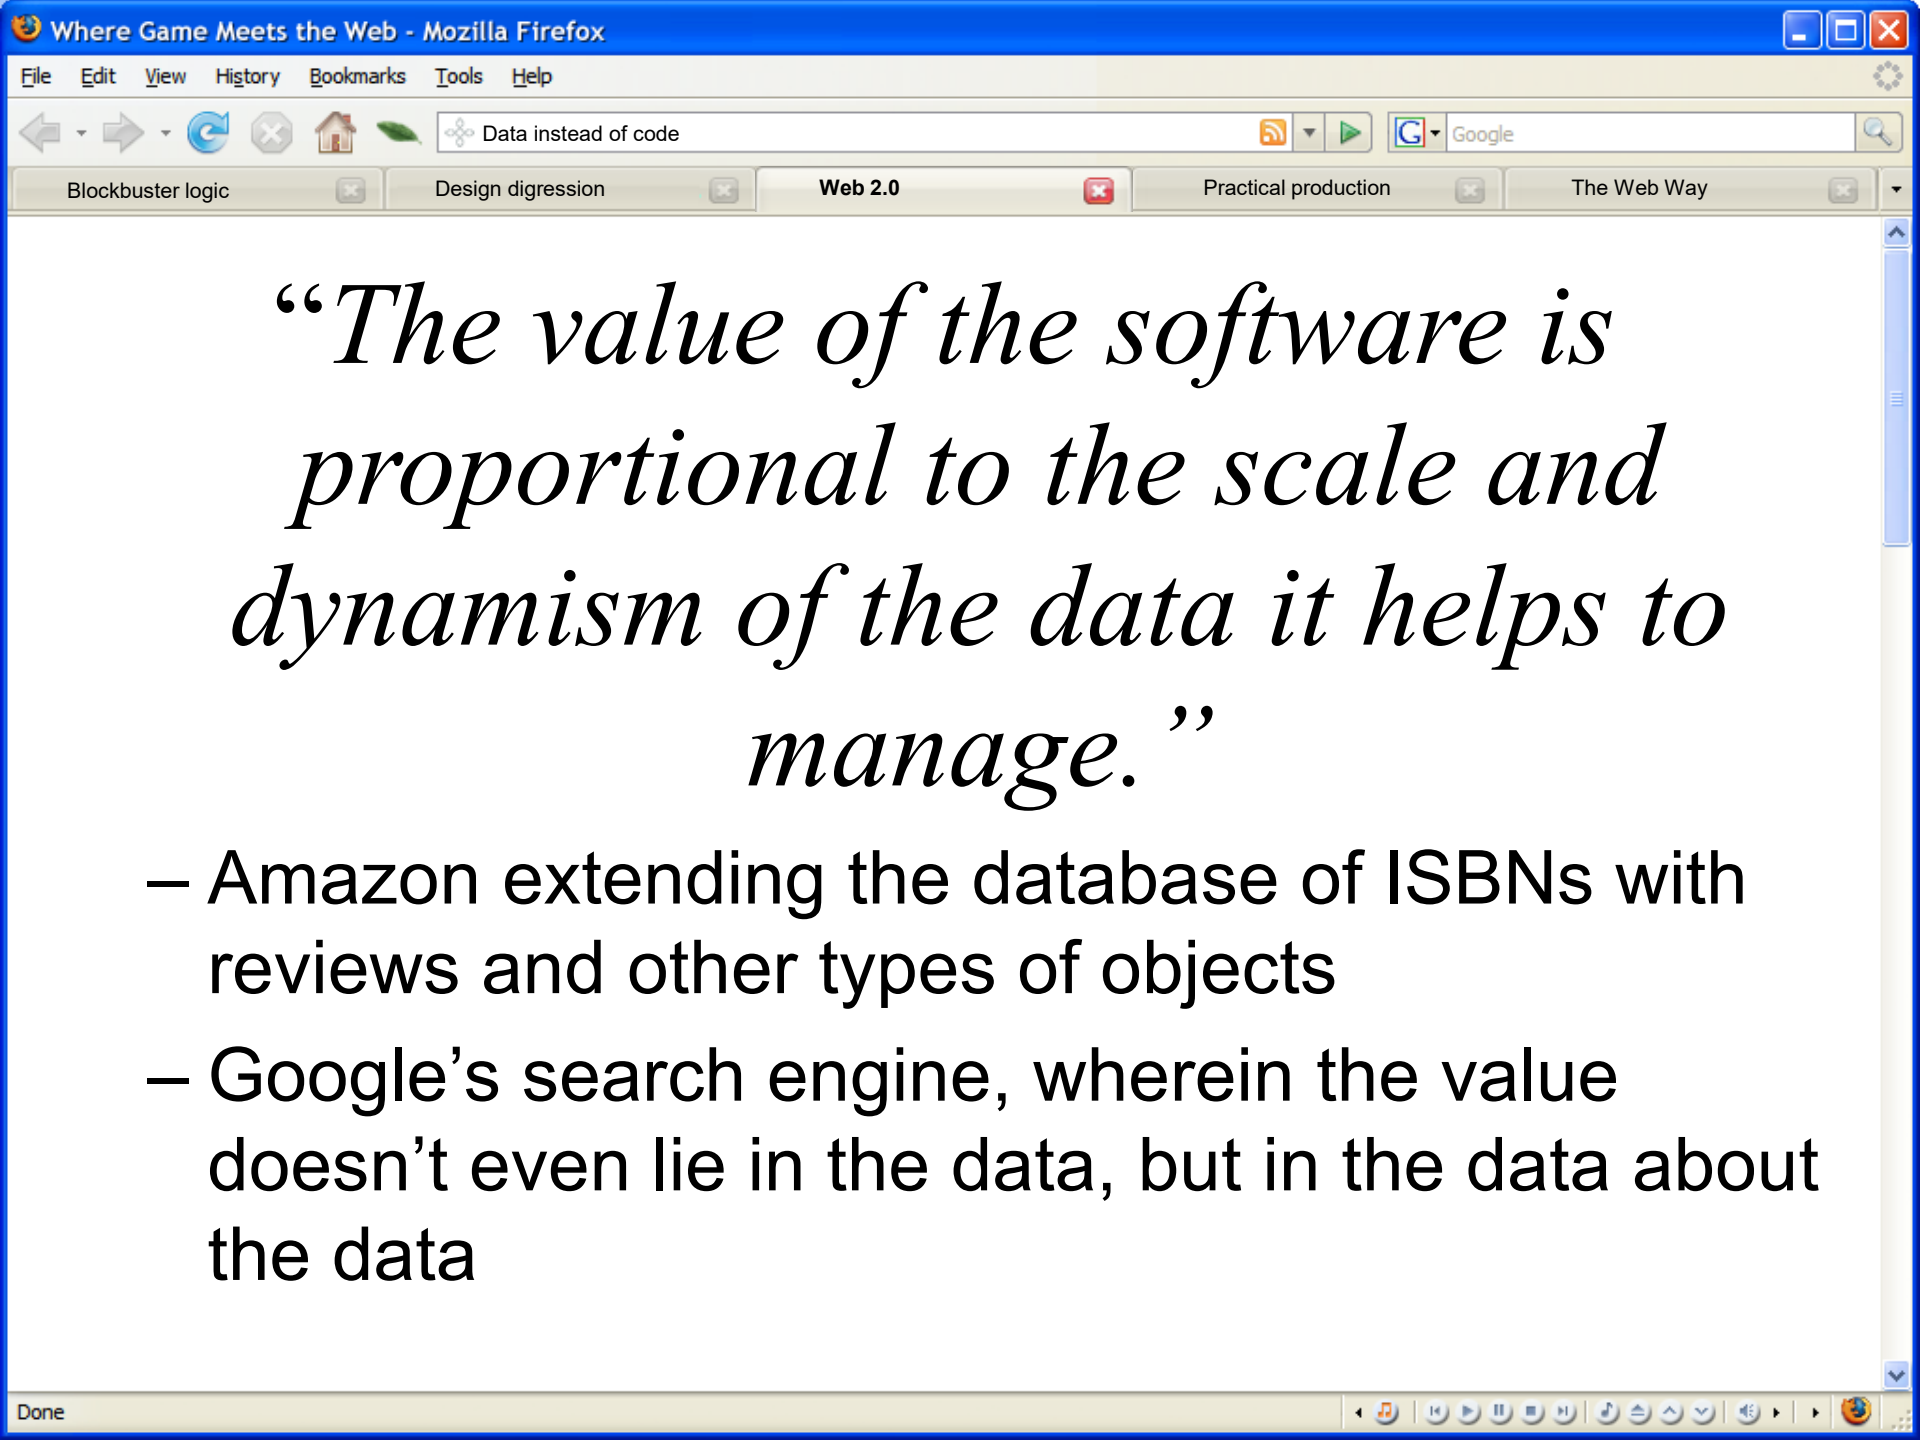 Where Game Meets the Web - Mozilla Firefox
File Edit View History Bookmarks Tools Help
Data instead of code
G
Google
Blockbuster logic
Design digression
Web 2.0
Practical production
The Web Way
“The value of the software is
proportional to the scale and
dynamism of the data it helps to
manage.”
– Amazon extending the database of ISBNs with
reviews and other types of objects
– Google’s search engine, wherein the value
doesn’t even lie in the data, but in the data about
the data
Done